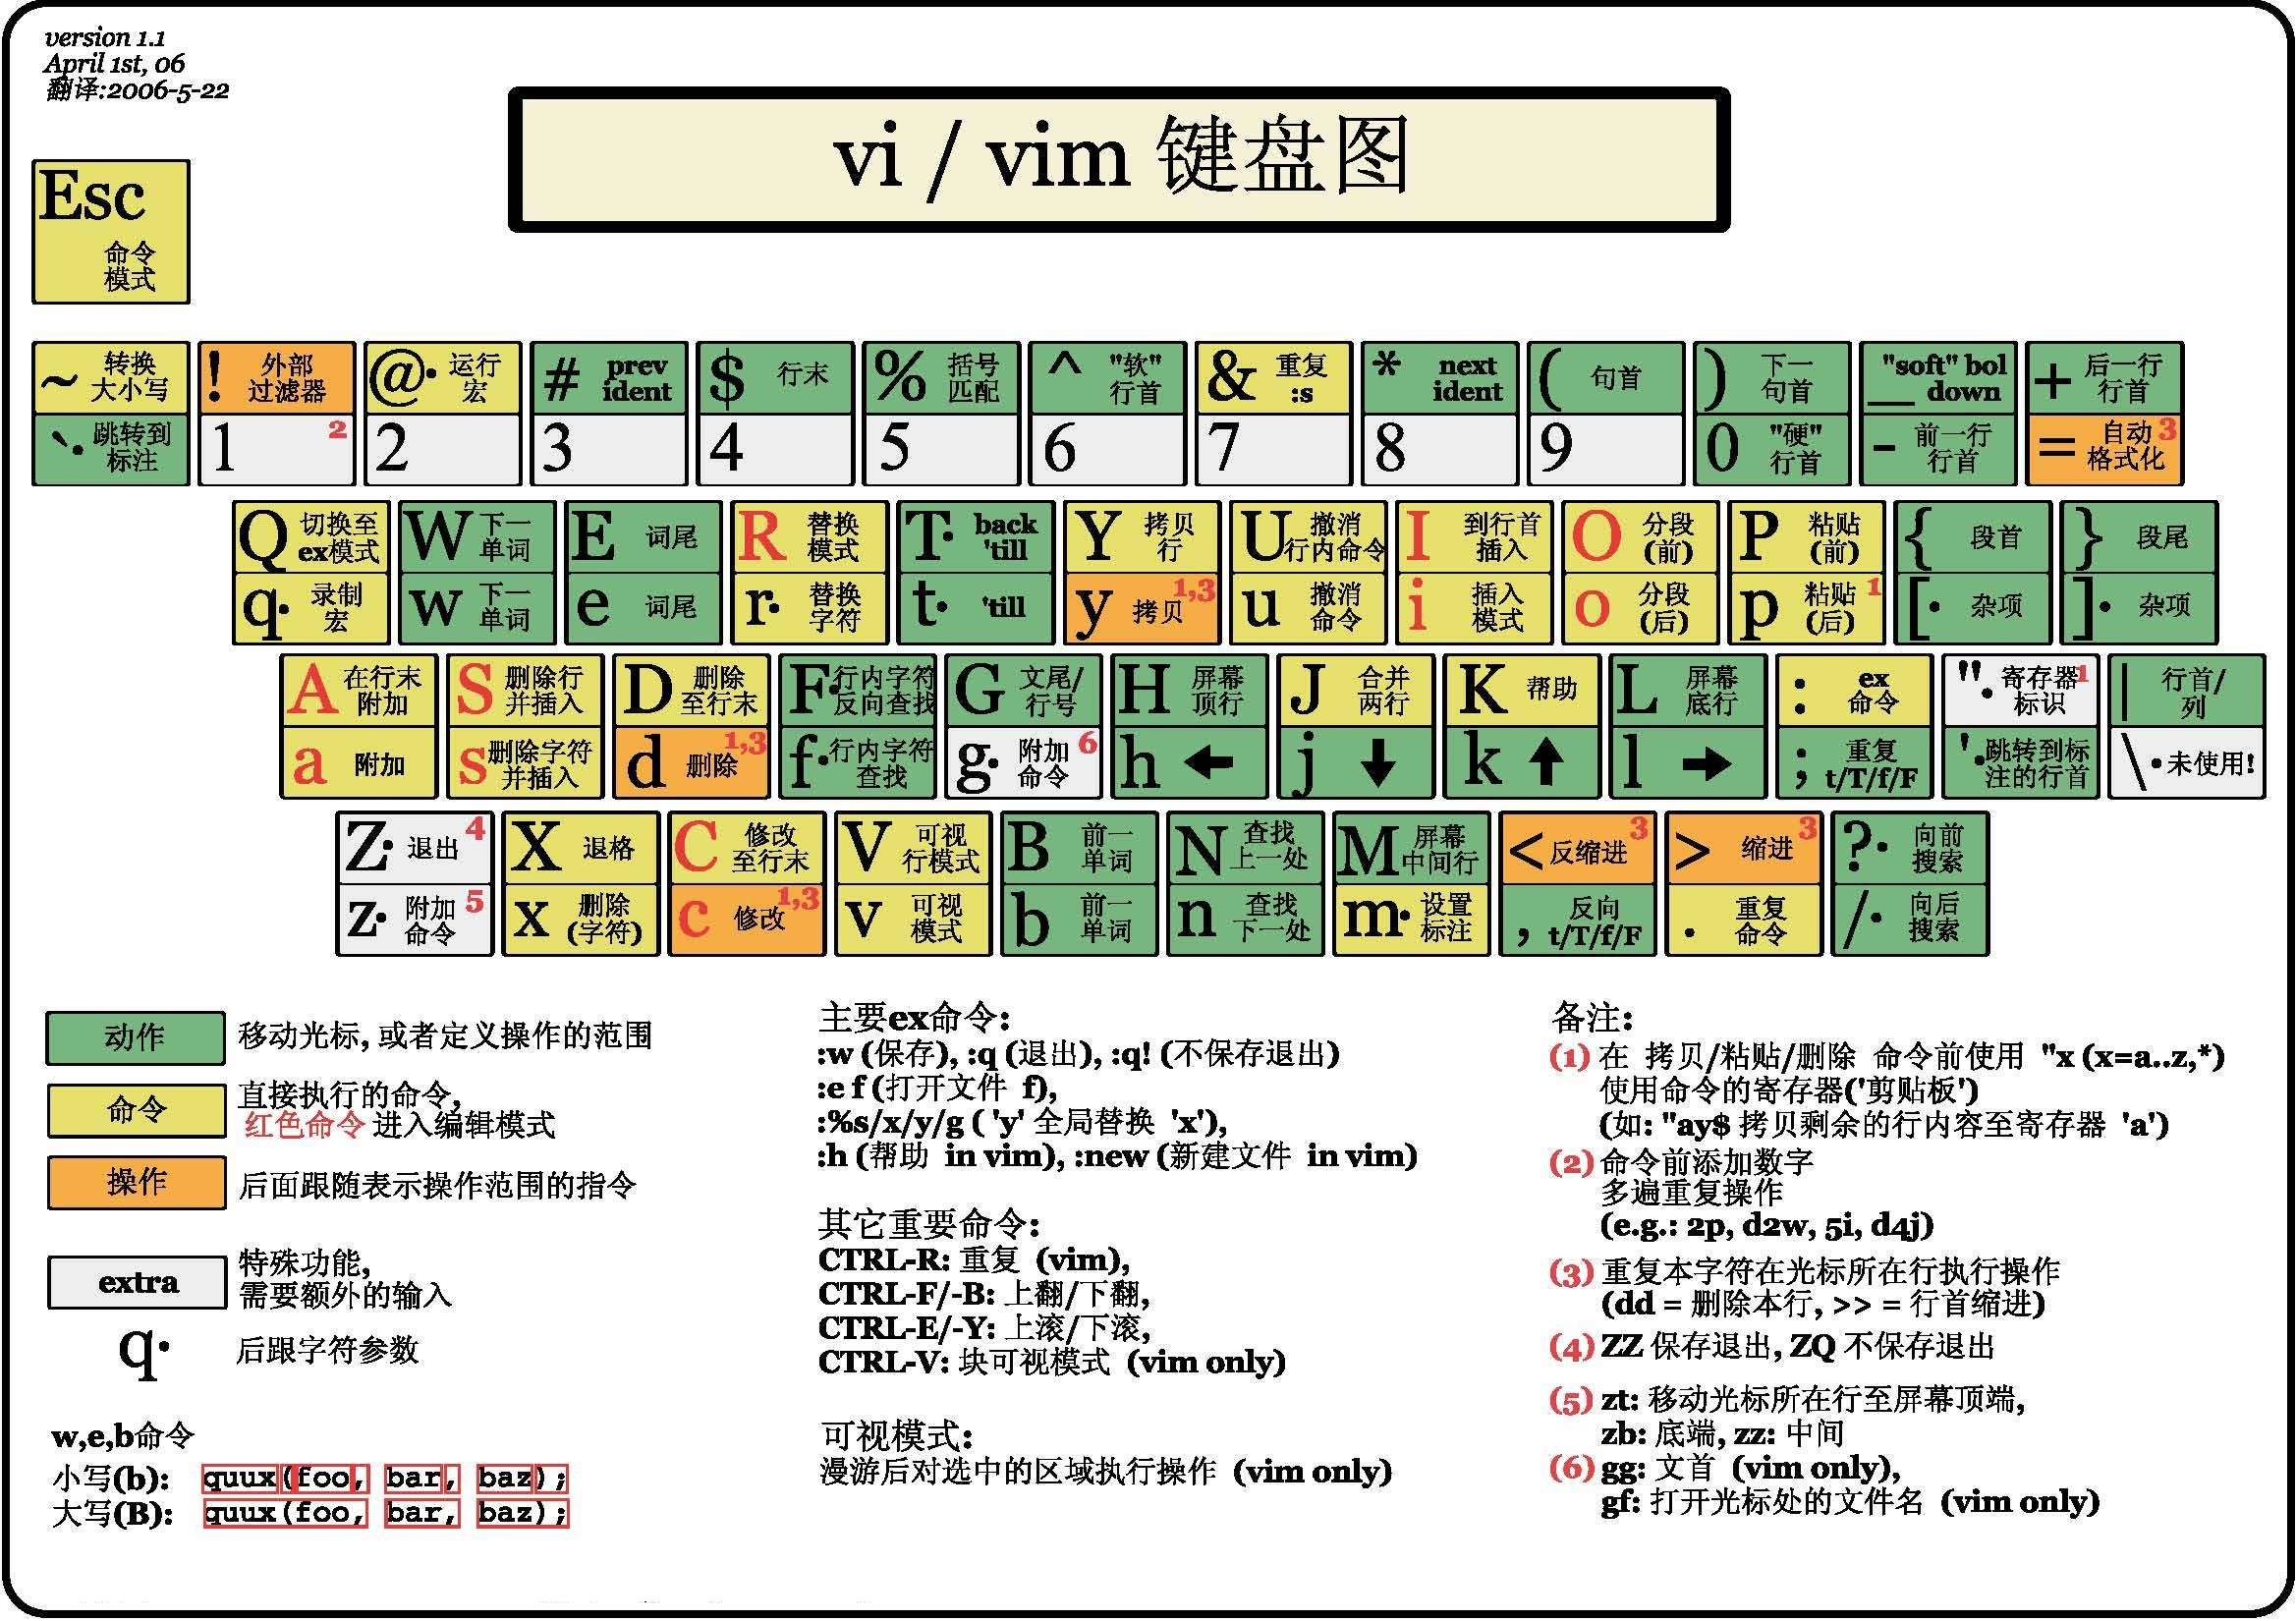 version 1.1
April 1st, 06
翻译:2006-5-22
vi / vim 键盘图
Esc
命令
模式
~ 转换
大小写
! 外部
过滤器
@· 运行
宏
# prev
ident
$ 行末
% 括号
匹配
^ "软"
行首
& 重复
:s
* next
ident
( 句首
) 下一
句首
"soft" bol
_ down
+ 后一行
行首
`· 跳转到
标注
1 2
2
3
4
5
6
7
8
9
0 "硬"
行首
- 前一行
行首
= 自动 3
格式化
Q 切换至
ex模式
W 下一
单词
E 词尾
R 替换
模式
T· back
'till
Y 拷贝
行
U 撤消
行内命令
I 到行首
插入
O 分段
(前)
P 粘贴
(前)
{ 段首
} 段尾
q· 录制
宏
w 下一
单词
e 词尾
r· 替换
字符
t· 'till
y 拷贝 1,3
u 撤消
命令
i 插入
模式
o 分段
(后)
p 粘贴 1
(后)
[· 杂项
]· 杂项
A 在行末
附加
S 删除行
并插入
D 删除
至行末
F· 行内字符
反向查找
G 文尾/
行号
H 屏幕
顶行
J 合并
两行
K 帮助
L 屏幕
底行
: ex
命令
"· 寄存器 1
标识
| 行首/
列
a 附加
s 删除字符
并插入
d 删除 1,3
f· 行内字符
查找
g· 附加 6
命令
h ←
j ↓
k ↑
l →
; 重复
t/T/f/F
'· 跳转到标
注的行首
\· 未使用!
Z· 退出 4
X 退格
C 修改
至行末
V 可视
行模式
B 前一
单词
N 查找
上一处
M 屏幕
中间行
< 反缩进 3
> 缩进 3
?· 向前
搜索
z· 附加 5
命令
x 删除
(字符)
c 修改 1,3
v 可视
模式
b 前一
单词
n 查找
下一处
m· 设置
标注
, 反向
t/T/f/F
. 重复
命令
/· 向后
搜索
动作 移动光标, 或者定义操作的范围
命令 直接执行的命令,
红色命令 进入编辑模式
操作 后面跟随表示操作范围的指令
extra 特殊功能,
需要额外的输入
q· 后跟字符参数
w,e,b命令
小写(b): quux(foo, bar, baz);
大写(B): quux(foo, bar, baz);
主要ex命令:
:w (保存), :q (退出), :q! (不保存退出)
:e f (打开文件 f),
:%s/x/y/g ( 'y' 全局替换 'x'),
:h (帮助 in vim), :new (新建文件 in vim)
其它重要命令:
CTRL-R: 重复 (vim),
CTRL-F/-B: 上翻/下翻,
CTRL-E/-Y: 上滚/下滚,
CTRL-V: 块可视模式 (vim only)
可视模式:
漫游后对选中的区域执行操作 (vim only)
备注:
(1) 在 拷贝/粘贴/删除 命令前使用 "x (x=a..z,*)
使用命令的寄存器('剪贴板')
(如: "ay$ 拷贝剩余的行内容至寄存器 'a')
(2) 命令前添加数字
多遍重复操作
(e.g.: 2p, d2w, 5i, d4j)
(3) 重复本字符在光标所在行执行操作
(dd = 删除本行, >> = 行首缩进)
(4) ZZ 保存退出, ZQ 不保存退出
(5) zt: 移动光标所在行至屏幕顶端,
zb: 底端, zz: 中间
(6) gg: 文首 (vim only),
gf: 打开光标处的文件名 (vim only)